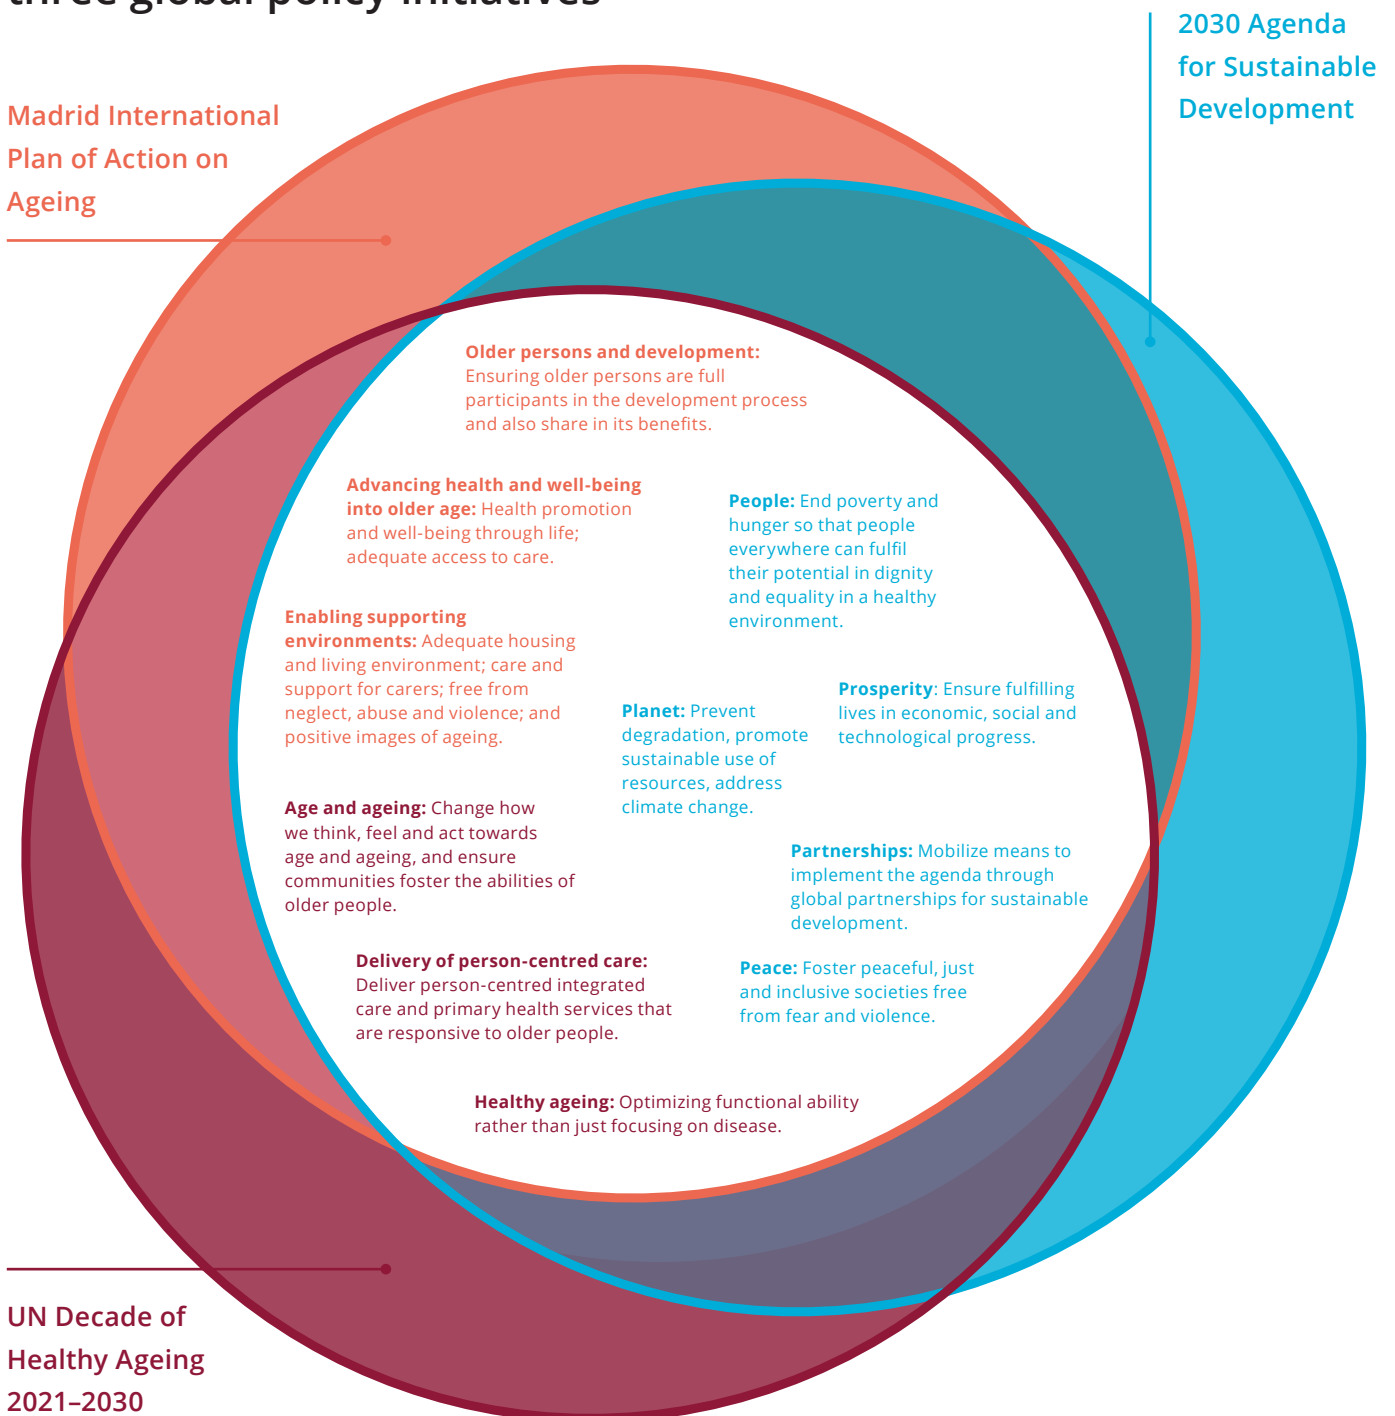 three global policy initiatives
2030 Agenda
for Sustainable
Development
Madrid International
Plan of Action on
Ageing
Older persons and development:
Ensuring older persons are full
participants in the development process
and also share in its benefits.
Advancing health and well-being
into older age: Health promotion
and well-being through life;
adequate access to care.
People: End poverty and
hunger so that people
everywhere can fulfil
their potential in dignity
and equality in a healthy
environment.
Enabling supporting
environments: Adequate housing
and living environment; care and
support for carers; free from
neglect, abuse and violence; and
positive images of ageing.
Planet: Prevent
degradation, promote
sustainable use of
resources, address
climate change.
Prosperity: Ensure fulfilling
lives in economic, social and
technological progress.
Age and ageing: Change how
we think, feel and act towards
age and ageing, and ensure
communities foster the abilities of
older people.
Partnerships: Mobilize means to
implement the agenda through
global partnerships for sustainable
development.
Delivery of person-centred care:
Deliver person-centred integrated
care and primary health services that
are responsive to older people.
Peace: Foster peaceful, just
and inclusive societies free
from fear and violence.
Healthy ageing: Optimizing functional ability
rather than just focusing on disease.
UN Decade of
Healthy Ageing
2021–2030